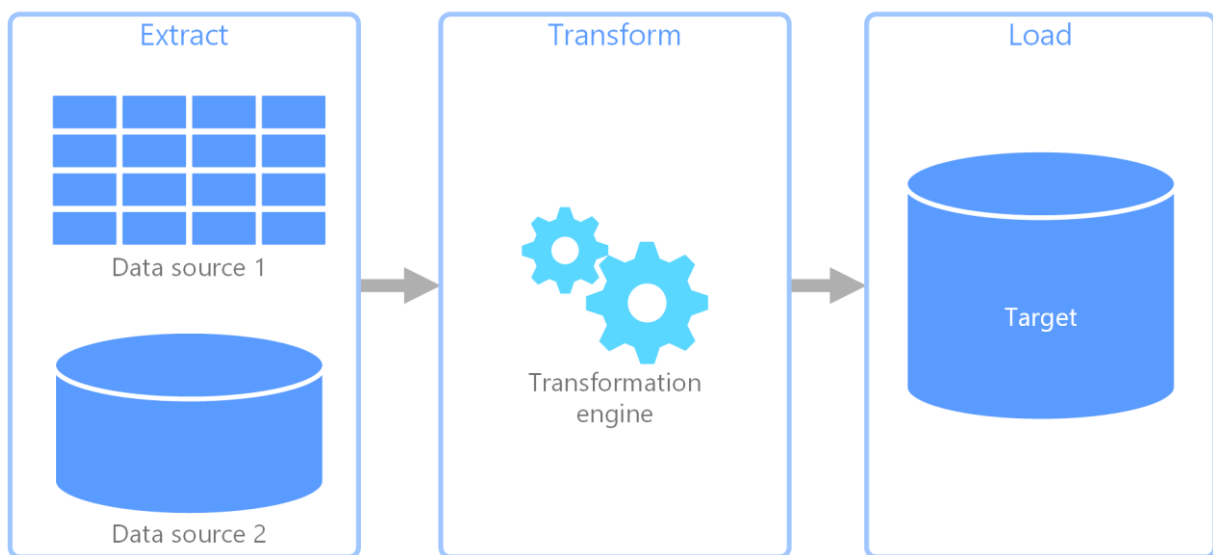 Extract
Data source 1
Data source 2
Transform
Transformation
engine
Load
Target